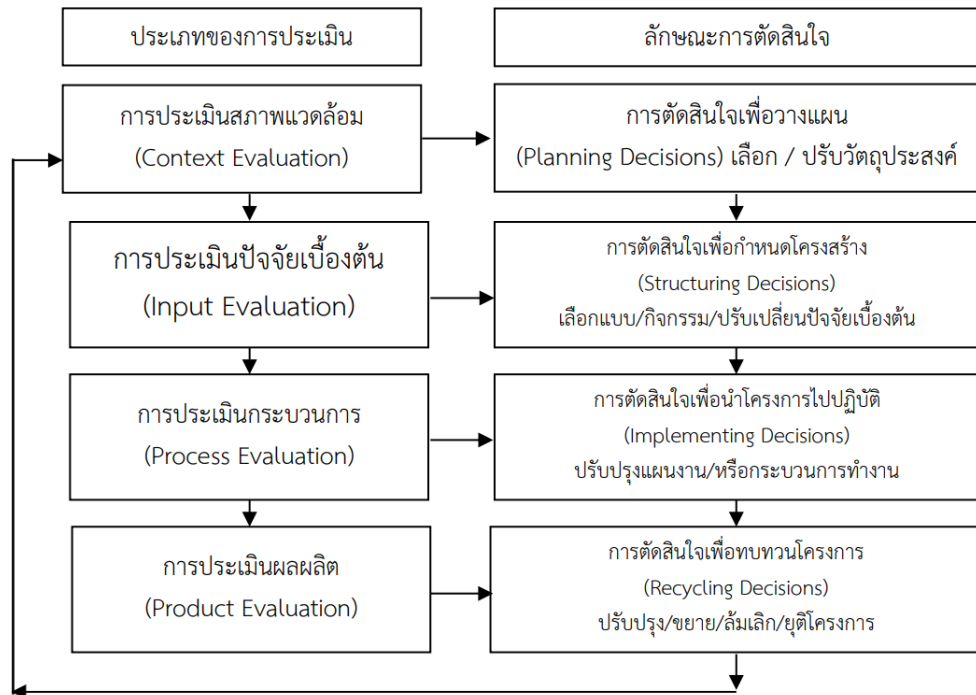 ประเภทของการประเมิน
ลักษณะการตัดสินใจ
การประเมินสภาพแวดล้อม
(Context Evaluation)
การตัดสินใจเพื่อวางแผน
(Planning Decisions) เลือก / ปรับวัตถุประสงค์
การประเมินปัจจัยเบื้องต้น
(Input Evaluation)
การตัดสินใจเพื่อกำหนดโครงสร้าง
(Structuring Decisions)
เลือกแบบ/กิจกรรม/ปรับเปลี่ยนปัจจัยเบื้องต้น
การประเมินกระบวนการ
(Process Evaluation)
การตัดสินใจเพื่อนำโครงการไปปฏิบัติ
(Implementing Decisions)
ปรับปรุงแผนงาน/หรือกระบวนการทำงาน
การประเมินผลผลิต
(Product Evaluation)
การตัดสินใจเพื่อทบทวนโครงการ
(Recycling Decisions)
ปรับปรุง/ขยาย/ล้มเลิก/ยุติโครงการ